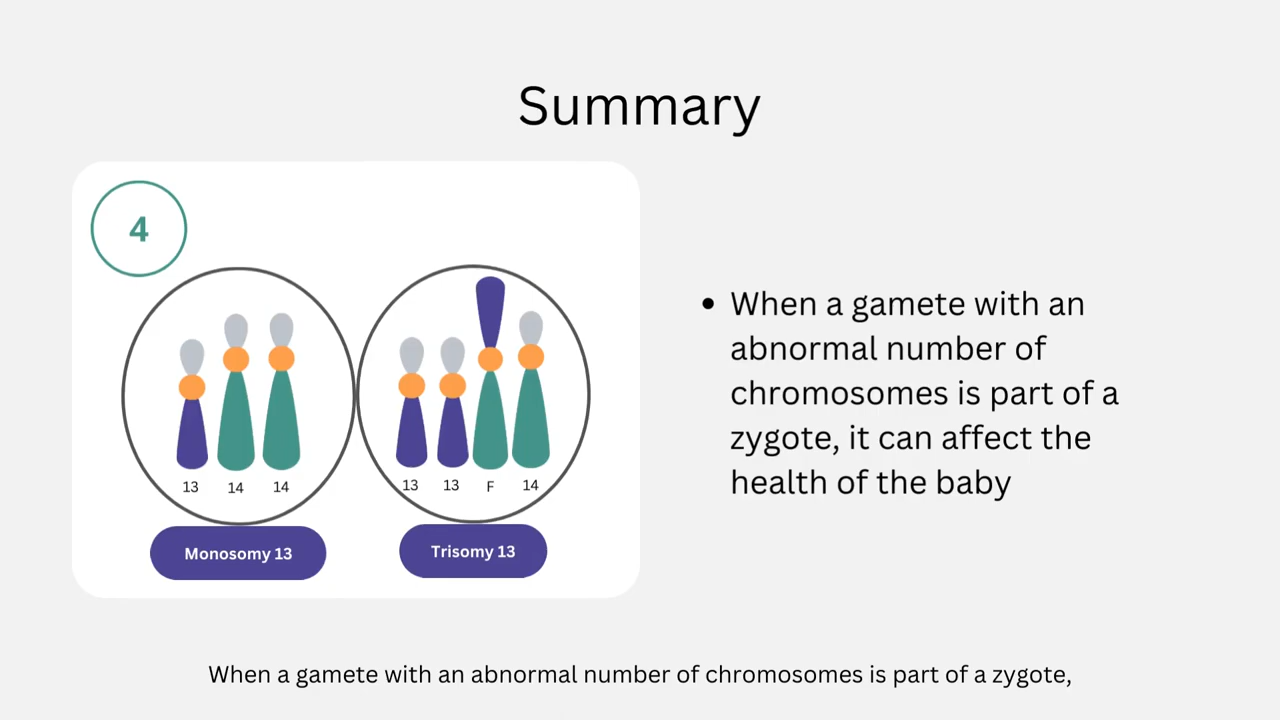 Summary
4
13 14 14
13 13 F 14
Monosomy 13
Trisomy 13
• When a gamete with an
abnormal number of
chromosomes is part of a
zygote, it can affect the
health of the baby
When a gamete with an abnormal number of chromosomes is part of a zygote,